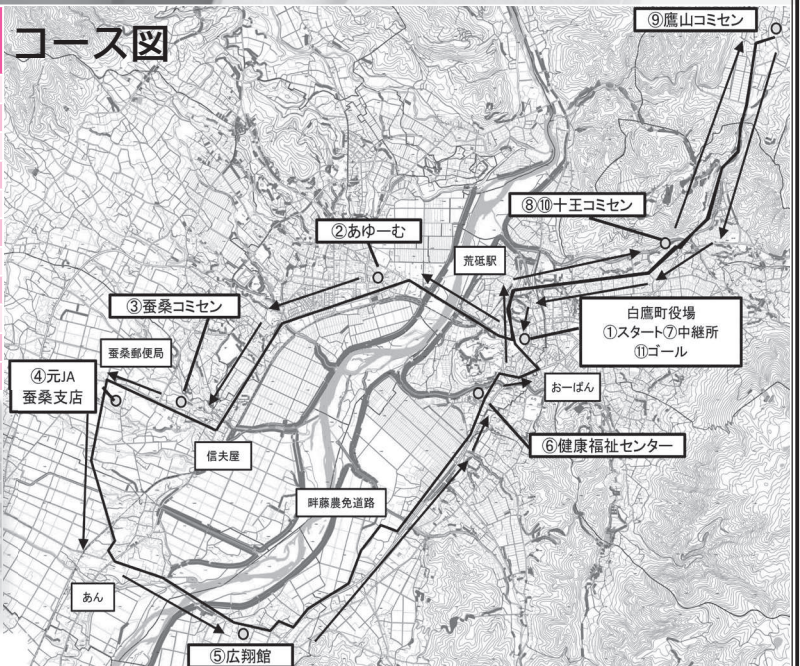 コース図
⑨鷹山コミセン
⑧⑩十王コミセン
②あゆーむ
荒砥駅
③蚕桑コミセン
白鷹町役場
①スタート⑦中継所
⑪ゴール
蚕桑郵便局
④元JA
蚕桑支店
おーばん
⑥健康福祉センター
信夫屋
畔藤農免道路
あん
⑤広翔館